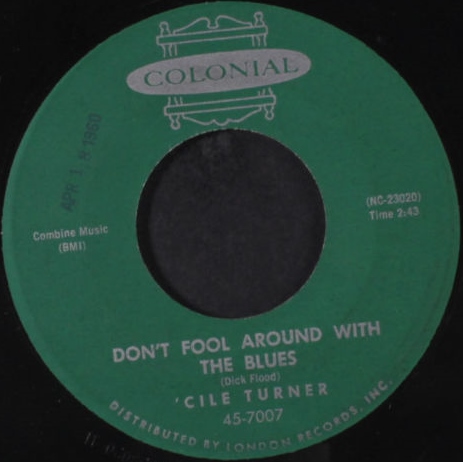 COLONIAL
APR 18 1960
Combine Music
(BMI)
(NC-23020)
Time 2:43
DON'T FOOL AROUND WITH
THE BLUES
(Dick Flood)
'CILE TURNER
45-7007
DISTRIBUTED BY LONDON RECORDS, INC.